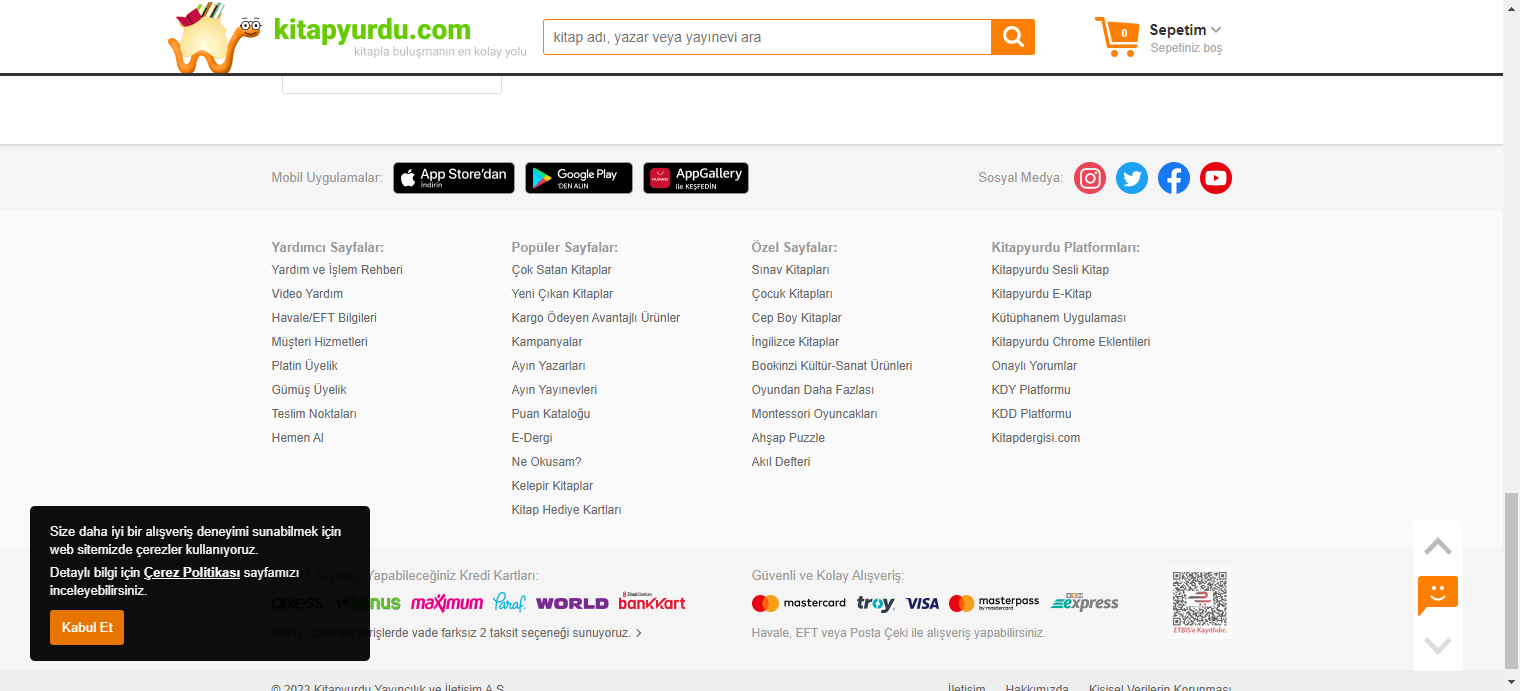 kitapyurdu.com
kitapla buluşmanın en kolay yolu
kitap adı, yazar veya yayınevi ara
0
Sepetim
Sepetiniz boş
Mobil Uygulamalar:
App Store'dan
indirin
Google Play
'DEN ALIN
HUAWEI
AppGallery
ile KEŞFEDİN
Sosyal Medya:
Yardımcı Sayfalar:
Yardım ve İşlem Rehberi
Video Yardım
Havale/EFT Bilgileri
Müşteri Hizmetleri
Platin Üyelik
Gümüş Üyelik
Teslim Noktaları
Hemen Al
Popüler Sayfalar:
Çok Satan Kitaplar
Yeni Çıkan Kitaplar
Kargo Ödeyen Avantajlı Ürünler
Kampanyalar
Ayın Yazarları
Ayın Yayınevleri
Puan Kataloğu
E-Dergi
Ne Okusam?
Kelepir Kitaplar
Kitap Hediye Kartları
Özel Sayfalar:
Sınav Kitapları
Çocuk Kitapları
Cep Boy Kitaplar
İngilizce Kitaplar
Bookinzi Kültür-Sanat Ürünleri
Oyundan Daha Fazlası
Montessori Oyuncakları
Ahşap Puzzle
Akıl Defteri
Kitapyurdu Platformları:
Kitapyurdu Sesli Kitap
Kitapyurdu E-Kitap
Kütüphanem Uygulaması
Kitapyurdu Chrome Eklentileri
Onaylı Yorumlar
KDY Platformu
KDD Platformu
Kitapdergisi.com
Size daha iyi bir alışveriş deneyimi sunabilmek için
web sitemizde çerezler kullanıyoruz.
Detaylı bilgi için Çerez Politikası sayfamızı
inceleyebilirsiniz.
Kabul Et
Yapabileceğiniz Kredi Kartları:
axess bonus maximum Paraf WORLD bankkart
alışverişlerde vade farksız 2 taksit seçeneği sunuyoruz.
Güvenli ve Kolay Alışveriş:
mastercard troy VISA masterpass
by mastercard
express
Havale, EFT veya Posta Çeki ile alışveriş yapabilirsiniz.
ETBİS'e Kayıtlıdır.
© 2023 Kitapyurdu Yayıncılık ve İletişim A.Ş.
İletişim Hakkımızda Kişisel Verilerin Korunması